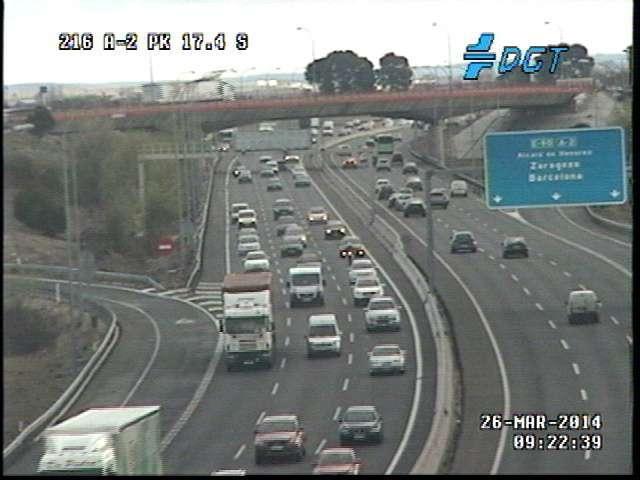 216 A-2 PK 17.4 S
DGT
E-90 A-2
Alcalá de Henares
Zaragoza
Barcelona
26-MAR-2014
09:22:39